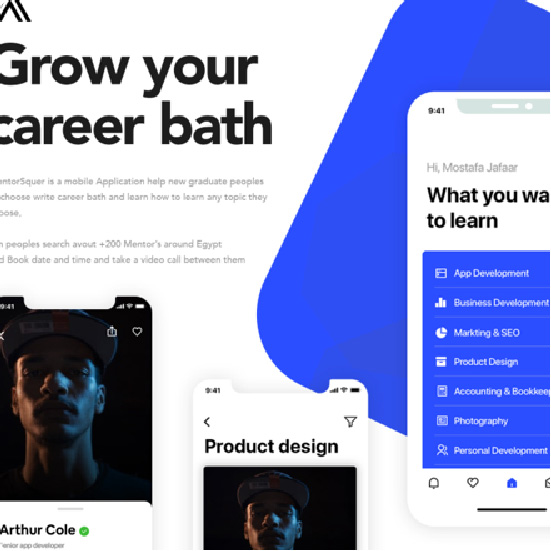 Grow your
career bath
entorSquer is a mobile Application help new graduate peoples
choose write career bath and learn how to learn any topic they
oose,
n peoples search avout +200 Mentor's around Egypt
d Book date and time and take a video call between them
9:41
Hi, Mostafa Jafaar
What you wa
to learn
App Development
Business Development
Markting & SEO
Product Design
Accounting & Bookkeep
Photography
Personal Development
9:41
Arthur Cole
enior app developer
9:41
Product design